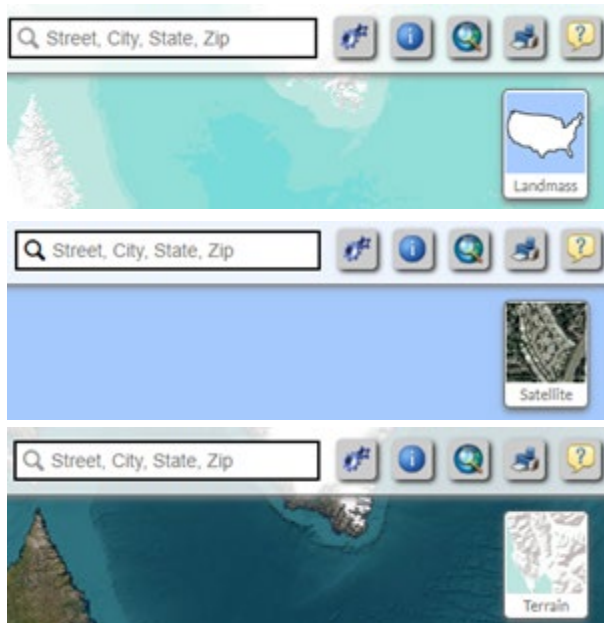 Street, City, State, Zip
Landmass
Street, City, State, Zip
Satellite
Street, City, State, Zip
Terrain